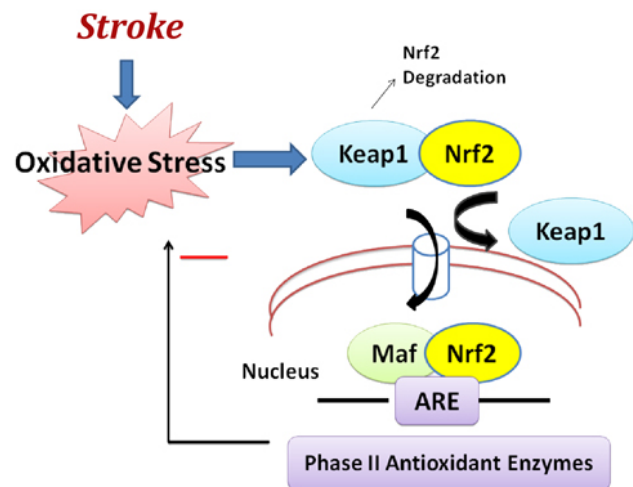 Stroke
Nrf2
Degradation
Oxidative Stress
Keap1
Nrf2
Keap1
Maf
Nrf2
Nucleus
ARE
Phase II Antioxidant Enzymes